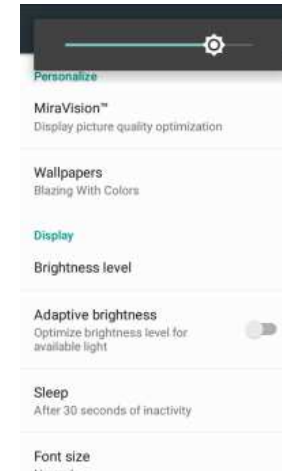 Personalize
MiraVision™
Display picture quality optimization
Wallpapers
Blazing With Colors
Display
Brightness level
Adaptive brightness
Optimize brightness level for
available light
Sleep
After 30 seconds of inactivity
Font size